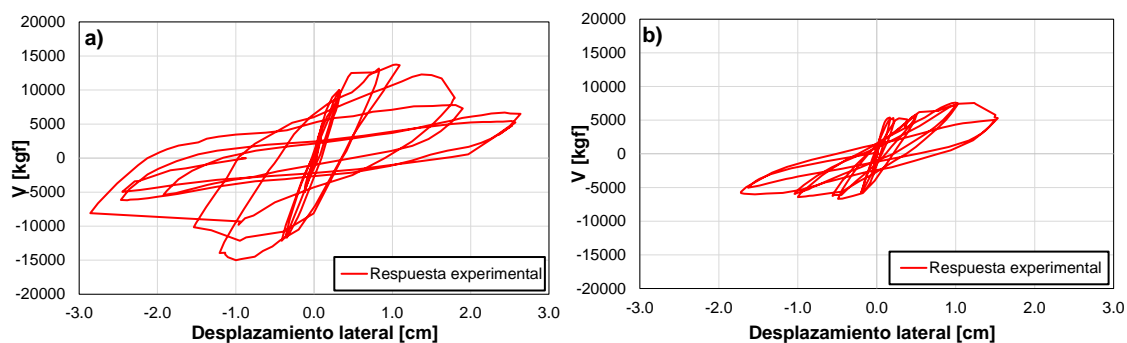 a)
20000
15000
10000
5000
0
-5000
-10000
-15000
-20000
V [kgf]
-3.0 -2.0 -1.0 0.0 1.0 2.0 3.0
Desplazamiento lateral [cm]
Respuesta experimental
b)
20000
15000
10000
5000
0
-5000
-10000
-15000
-20000
V [kgf]
-3.0 -2.0 -1.0 0.0 1.0 2.0 3.0
Desplazamiento lateral [cm]
Respuesta experimental